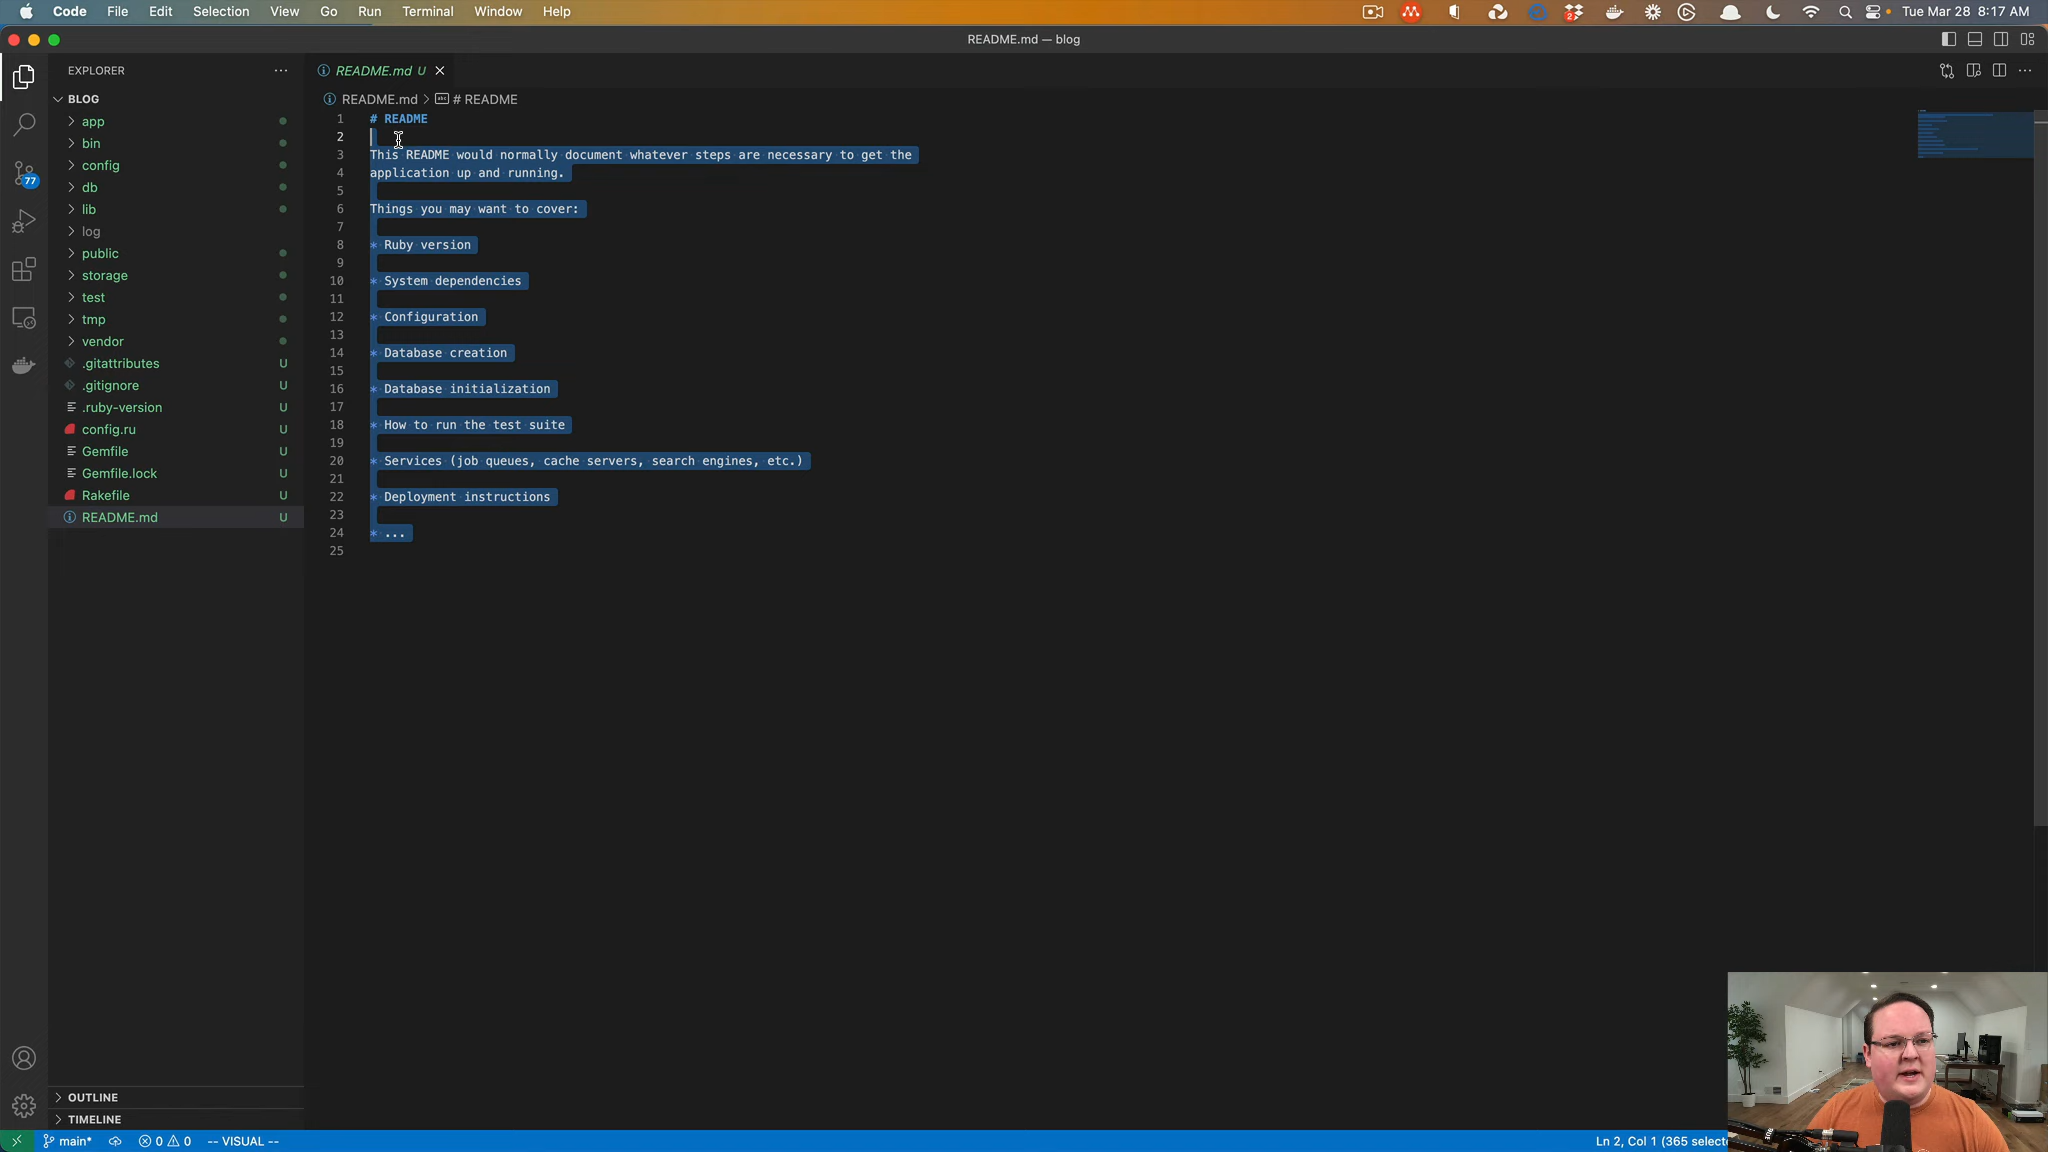 Code File Edit Selection View Go Run Terminal Window Help
2
Tue Mar 28 8:17 AM
README.md — blog
EXPLORER
README.md U
BLOG
README.md > # README
app
bin
config
db
lib
log
public
storage
test
tmp
vendor
.gitattributes U
.gitignore U
.ruby-version U
config.ru U
Gemfile U
Gemfile.lock U
Rakefile U
README.md U
77
1 # README
2
3 This README would normally document whatever steps are necessary to get the
4 application up and running.
5
6 Things you may want to cover:
7
8 * Ruby version
9
10 * System dependencies
11
12 * Configuration
13
14 * Database creation
15
16 * Database initialization
17
18 * How to run the test suite
19
20 * Services (job queues, cache servers, search engines, etc.)
21
22 * Deployment instructions
23
24 * ...
25
OUTLINE
TIMELINE
main* 0 0 -- VISUAL --
Ln 2, Col 1 (365 select